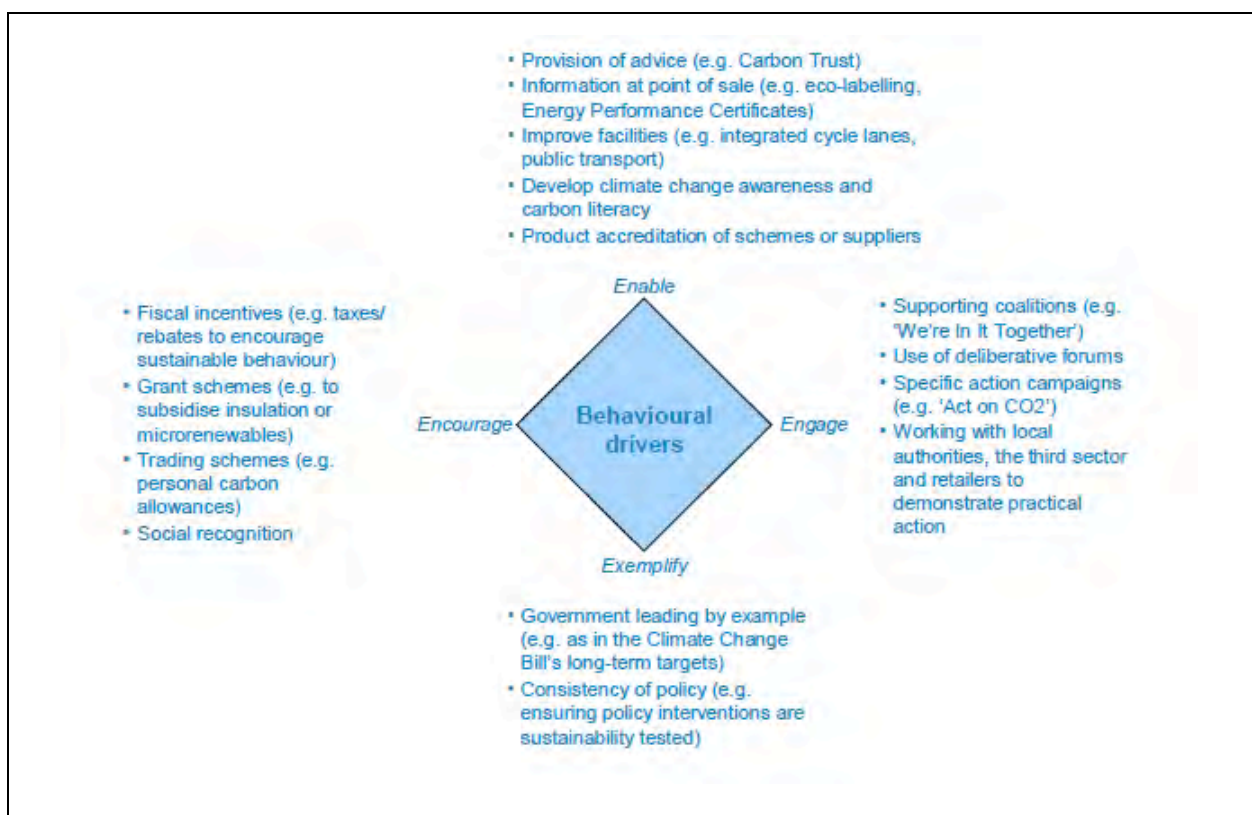 • Provision of advice (e.g. Carbon Trust)
• Information at point of sale (e.g. eco-labelling,
Energy Performance Certificates)
• Improve facilities (e.g. integrated cycle lanes,
public transport)
• Develop climate change awareness and
carbon literacy
• Product accreditation of schemes or suppliers
Enable
• Fiscal incentives (e.g. taxes/
rebates to encourage
sustainable behaviour)
• Grant schemes (e.g. to
subsidise insulation or
microrenewables)
• Trading schemes (e.g.
personal carbon
allowances)
• Social recognition
Encourage
Behavioural
drivers
Engage
• Supporting coalitions (e.g.
'We're In It Together')
• Use of deliberative forums
• Specific action campaigns
(e.g. 'Act on CO2')
• Working with local
authorities, the third sector
and retailers to
demonstrate practical
action
Exemplify
• Government leading by example
(e.g. as in the Climate Change
Bill's long-term targets)
• Consistency of policy (e.g.
ensuring policy interventions are
sustainability tested)